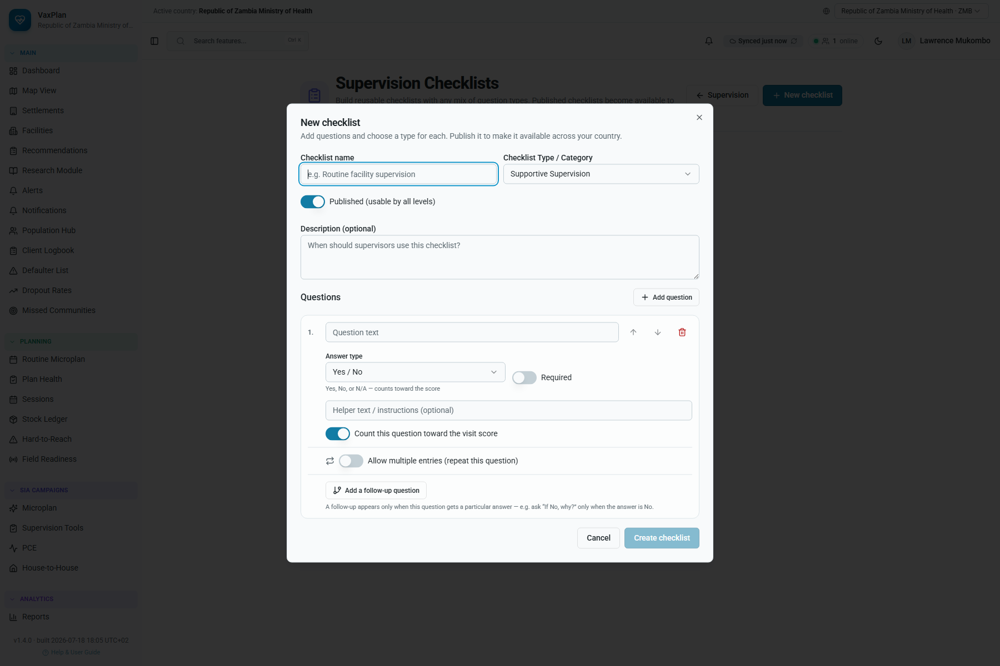 VaxPlan
Republic of Zambia Ministry of...
Active country: Republic of Zambia Ministry of Health
Republic of Zambia Ministry of Health · ZMB
Search features...
Ctrl K
Synced just now
1 online
LM
Lawrence Mukombo
MAIN
Dashboard
Map View
Settlements
Facilities
Recommendations
Research Module
Alerts
Notifications
Population Hub
Client Logbook
Defaulter List
Dropout Rates
Missed Communities
PLANNING
Routine Microplan
Plan Health
Sessions
Stock Ledger
Hard-to-Reach
Field Readiness
SIA CAMPAIGNS
Microplan
Supervision Tools
PCE
House-to-House
ANALYTICS
Reports
v1.4.0 · built 2026-07-18 18:05 UTC+02
Help & User Guide
Supervision Checklists
Build reusable checklists with any mix of question types. Published checklists become available to
Supervision
New checklist
New checklist
Add questions and choose a type for each. Publish it to make it available across your country.
Checklist name
e.g. Routine facility supervision
Checklist Type / Category
Supportive Supervision
Published (usable by all levels)
Description (optional)
When should supervisors use this checklist?
Questions
Add question
1.
Question text
Answer type
Yes / No
Required
Yes, No, or N/A — counts toward the score
Helper text / instructions (optional)
Count this question toward the visit score
Allow multiple entries (repeat this question)
Add a follow-up question
A follow-up appears only when this question gets a particular answer — e.g. ask "If No, why?" only when the answer is No.
Cancel
Create checklist